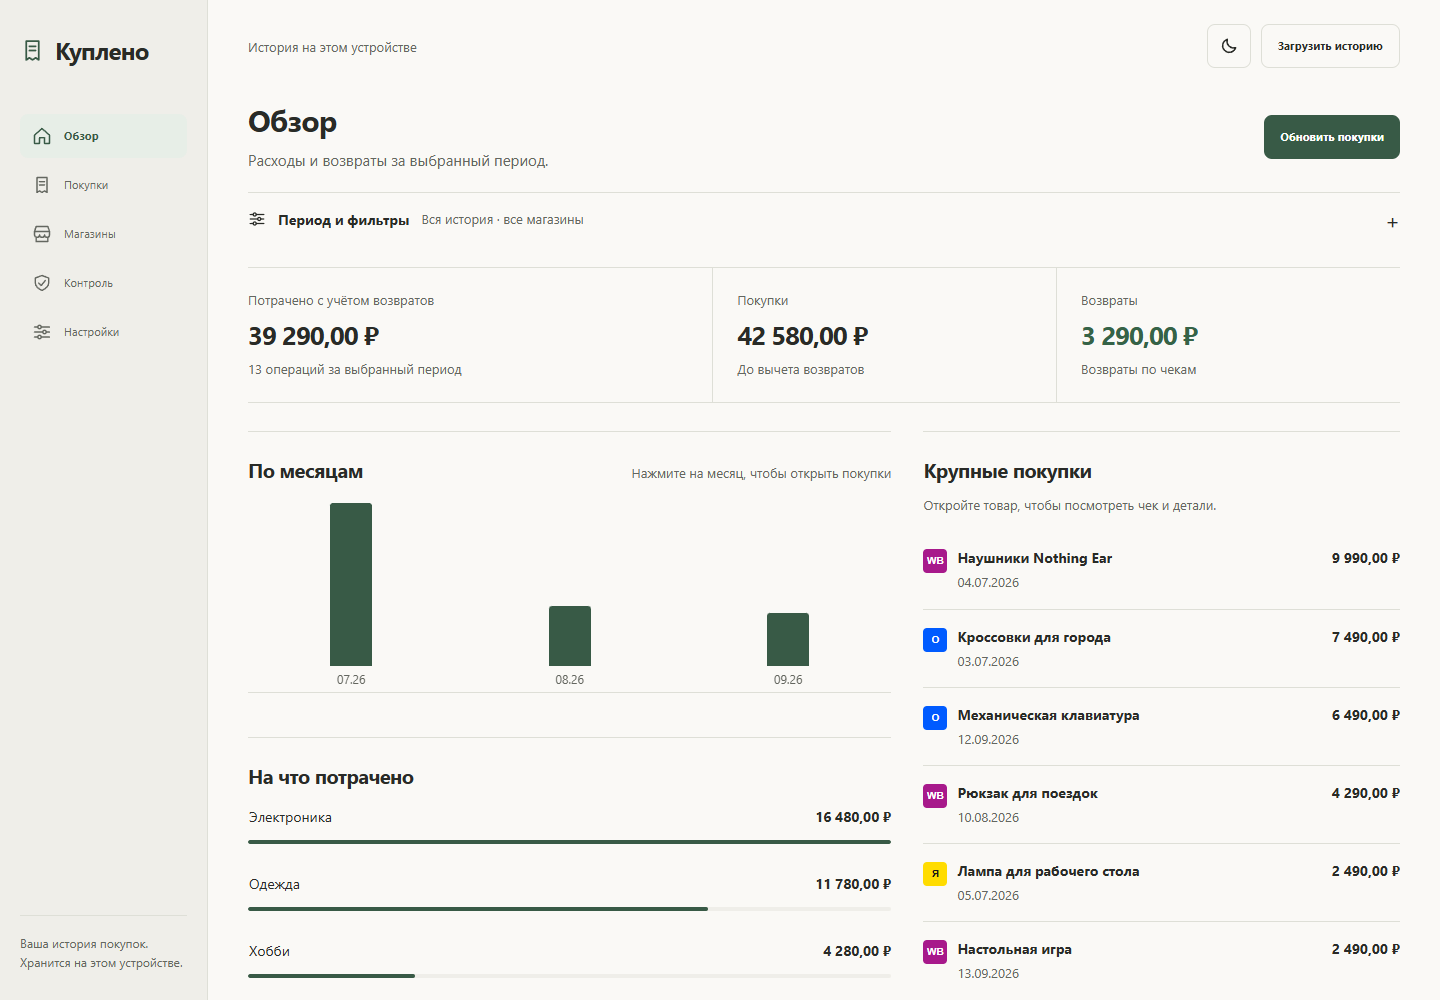 Куплено
Обзор
Покупки
Магазины
Контроль
Настройки
Ваша история покупок.
Хранится на этом устройстве.
История на этом устройстве
Загрузить историю
Обзор
Расходы и возвраты за выбранный период.
Обновить покупки
Период и фильтры Вся история · все магазины +
Потрачено с учётом возвратов
39 290,00 ₽
13 операций за выбранный период
Покупки
42 580,00 ₽
До вычета возвратов
Возвраты
3 290,00 ₽
Возвраты по чекам
По месяцам
Нажмите на месяц, чтобы открыть покупки
07.26 08.26 09.26
На что потрачено
Электроника 16 480,00 ₽
Одежда 11 780,00 ₽
Хобби 4 280,00 ₽
Крупные покупки
Откройте товар, чтобы посмотреть чек и детали.
WB Наушники Nothing Ear 9 990,00 ₽
04.07.2026
O Кроссовки для города 7 490,00 ₽
03.07.2026
O Механическая клавиатура 6 490,00 ₽
12.09.2026
WB Рюкзак для поездок 4 290,00 ₽
10.08.2026
Я Лампа для рабочего стола 2 490,00 ₽
05.07.2026
WB Настольная игра 2 490,00 ₽
13.09.2026